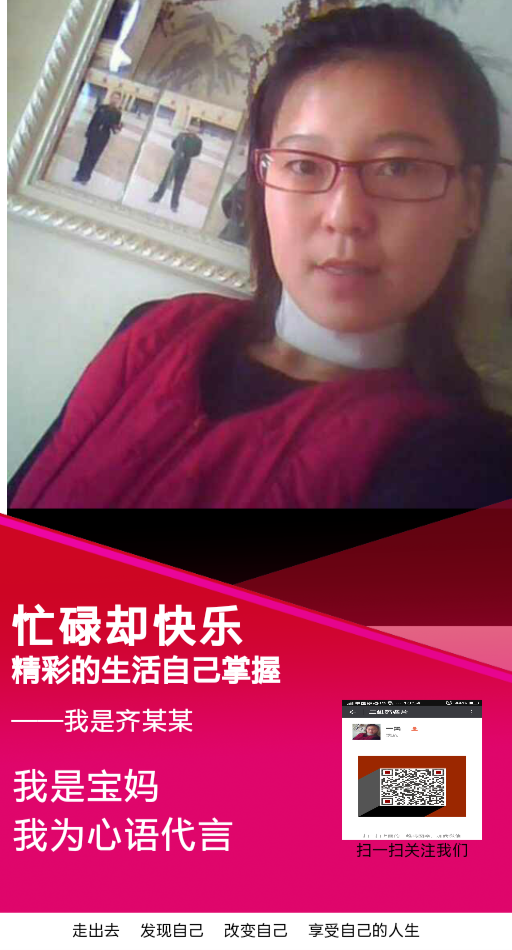 忙碌却快乐
精彩的生活自己掌握
——我是齐某某
我是宝妈
我为心语代言
扫一扫关注我们
走出去 发现自己 改变自己 享受自己的人生